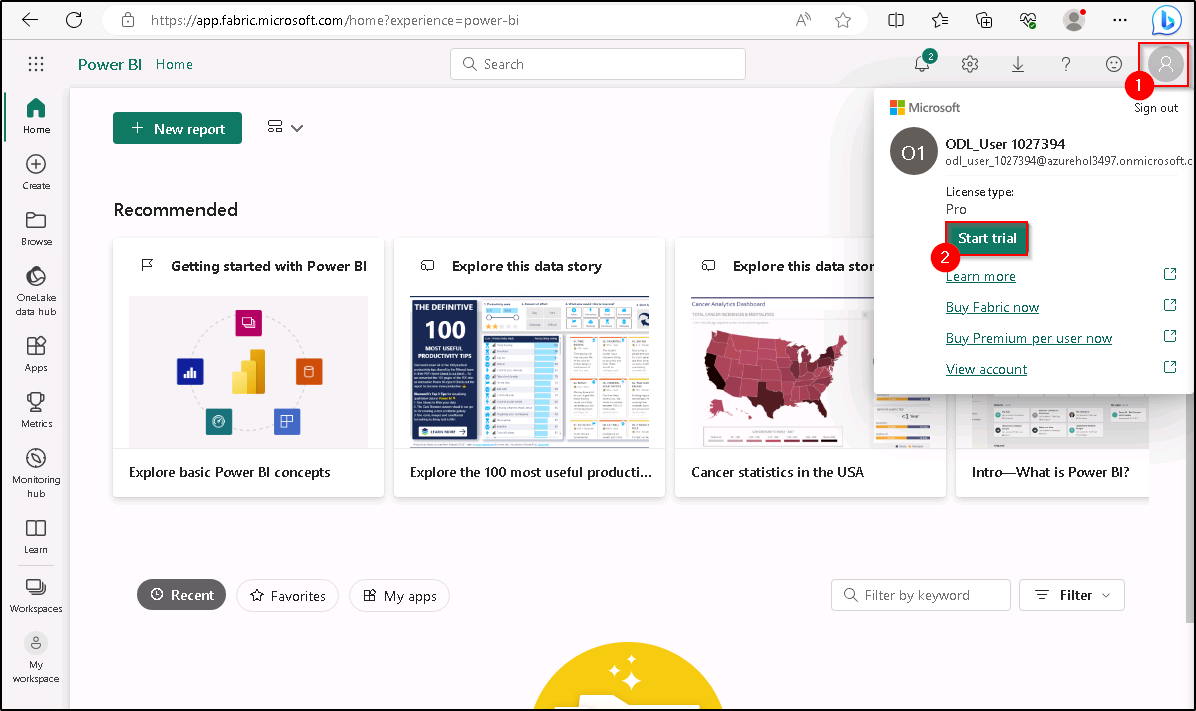 https://app.fabric.microsoft.com/home?experience=power-bi
Power BI Home
Search
2
1
Home
Create
Browse
OneLake
data hub
Apps
Metrics
Monitoring
hub
Learn
Workspaces
My
workspace
New report
Microsoft
Sign out
O1
ODL_User 1027394
odl_user_1027394@azurehol3497.onmicrosoft.c
License type:
Pro
Start trial
2
Learn more
Buy Fabric now
Buy Premium per user now
View account
Recommended
Getting started with Power BI
Explore basic Power BI concepts
Explore this data story
THE DEFINITIVE
100
MOST USEFUL
PRODUCTIVITY TIPS
LEARN MORE
Explore the 100 most useful producti...
Explore this data stor
Cancer Analytics Dashboard
Cancer statistics in the USA
Intro—What is Power BI?
Recent
Favorites
My apps
Filter by keyword
Filter